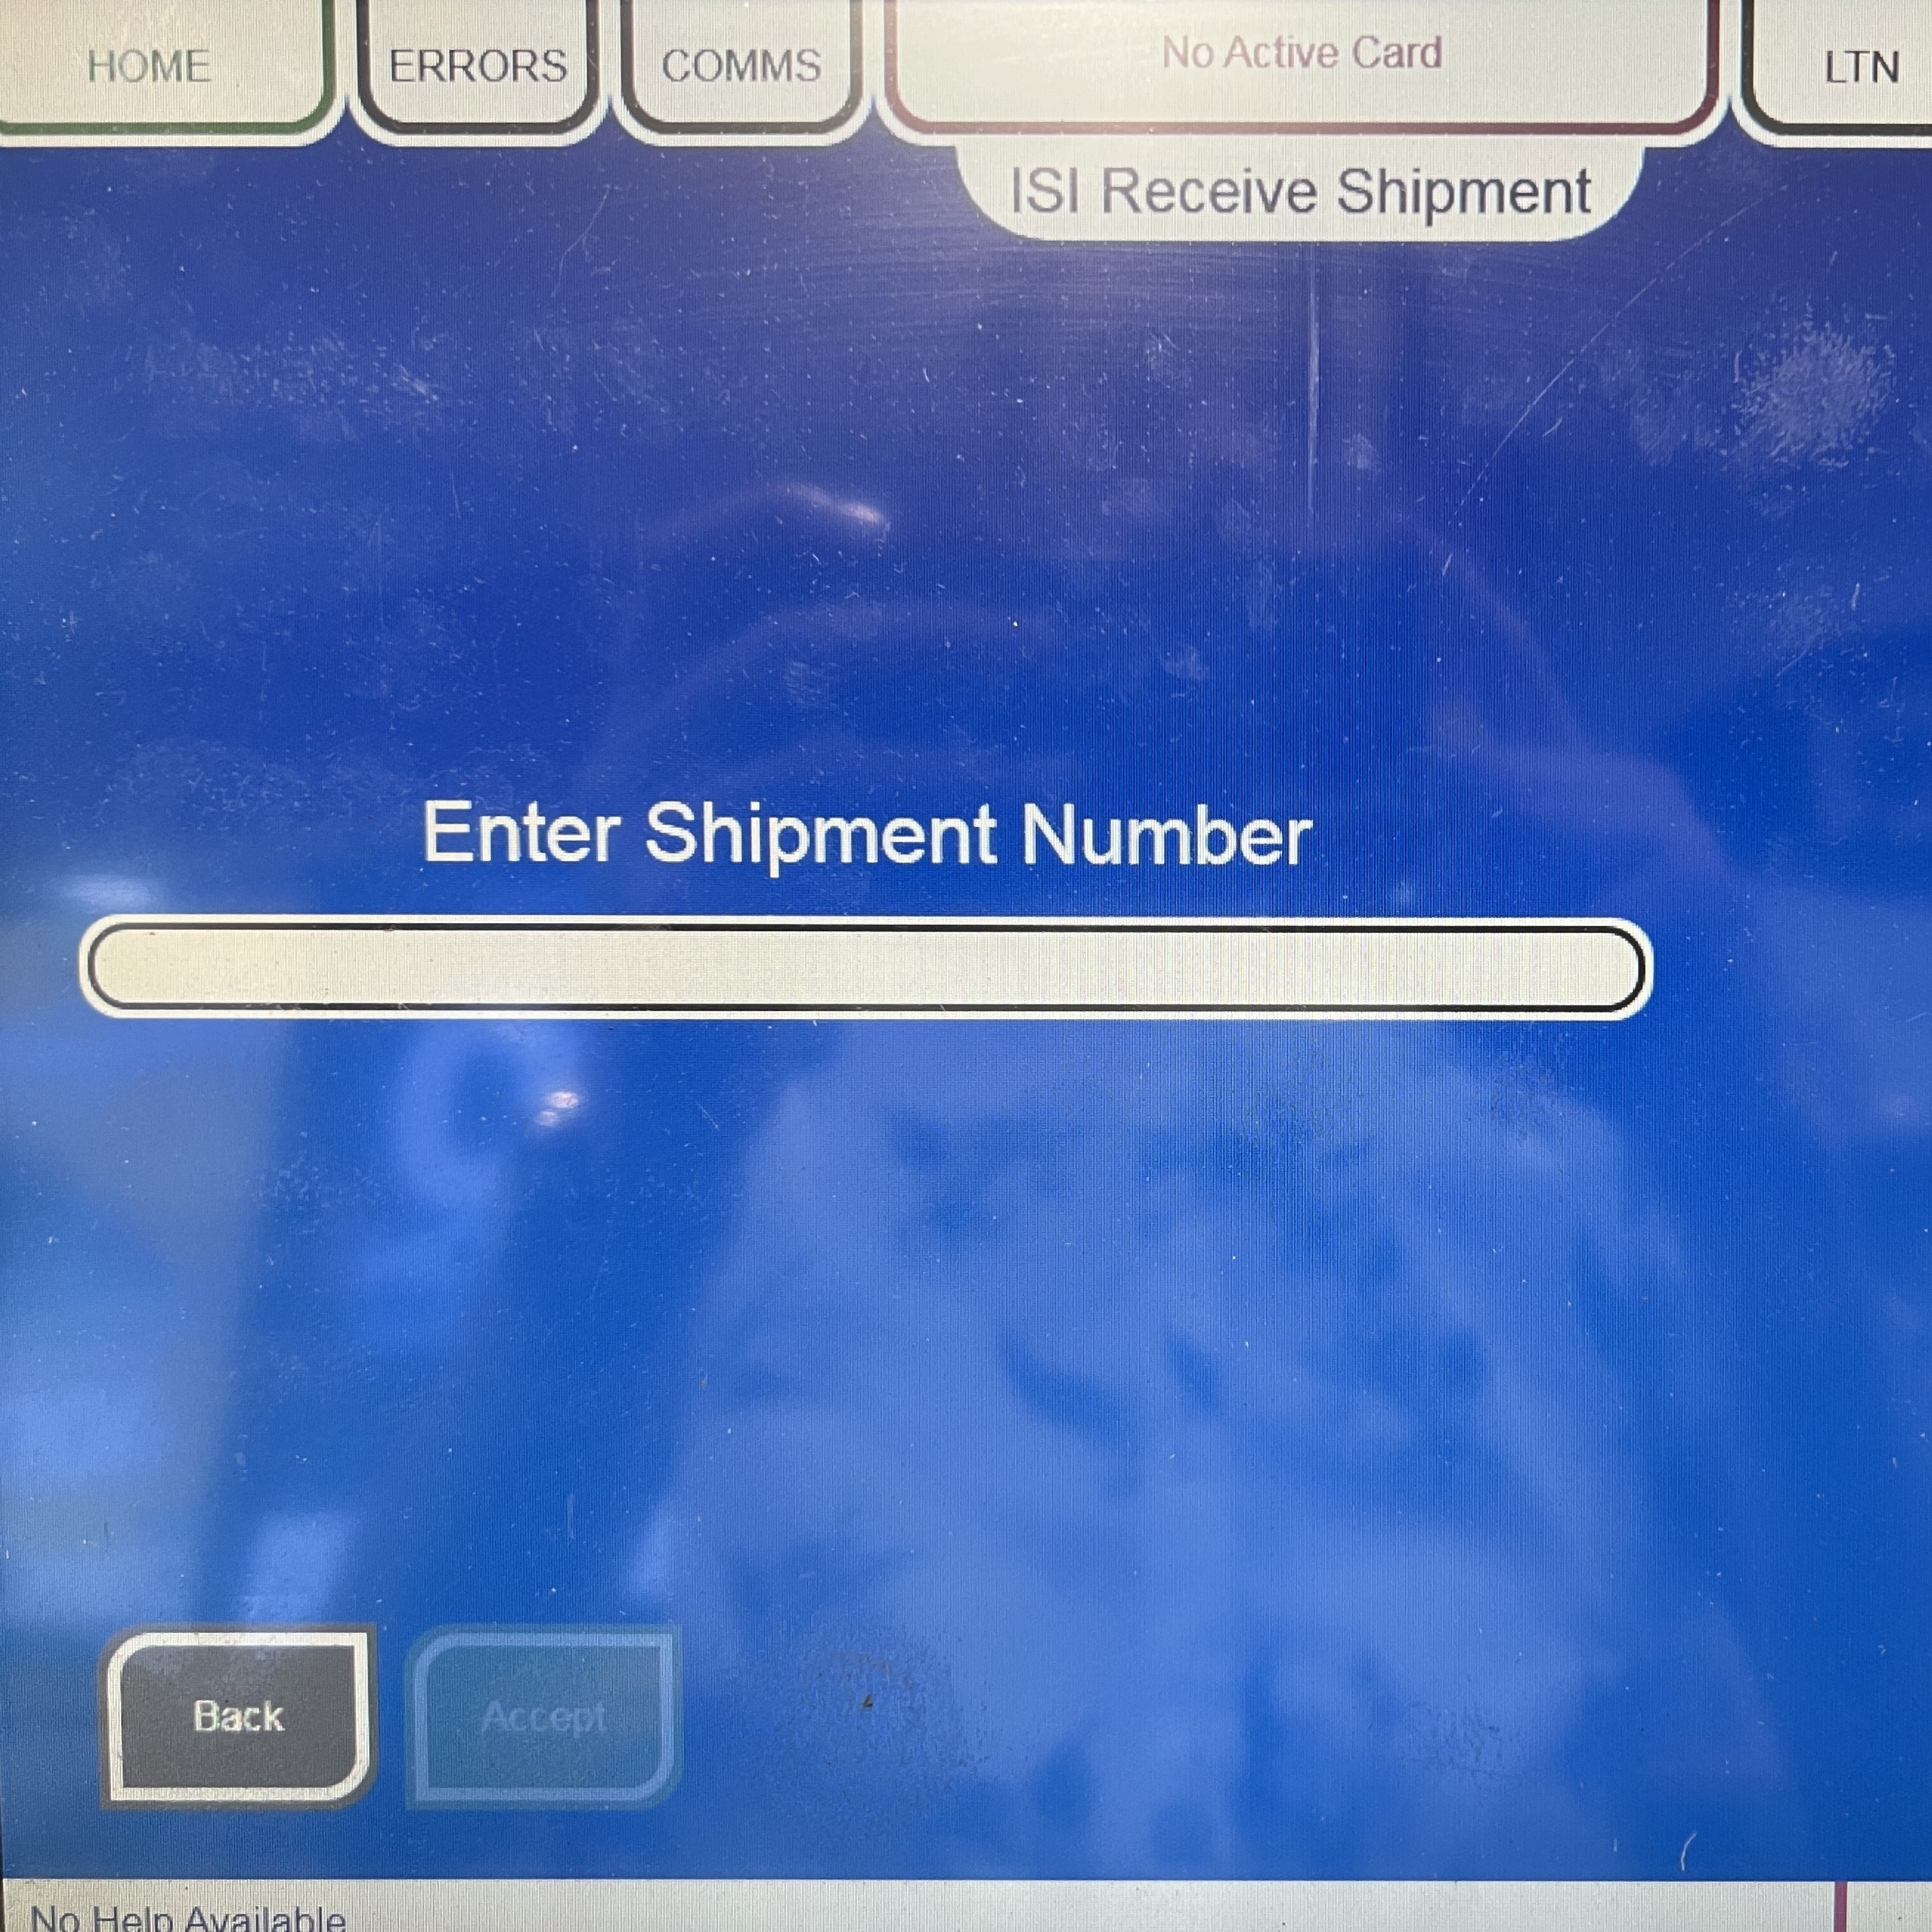 HOME
ERRORS
COMMS
No Active Card
LTN
ISI Receive Shipment
Enter Shipment Number
Back
Accept
No Help Available